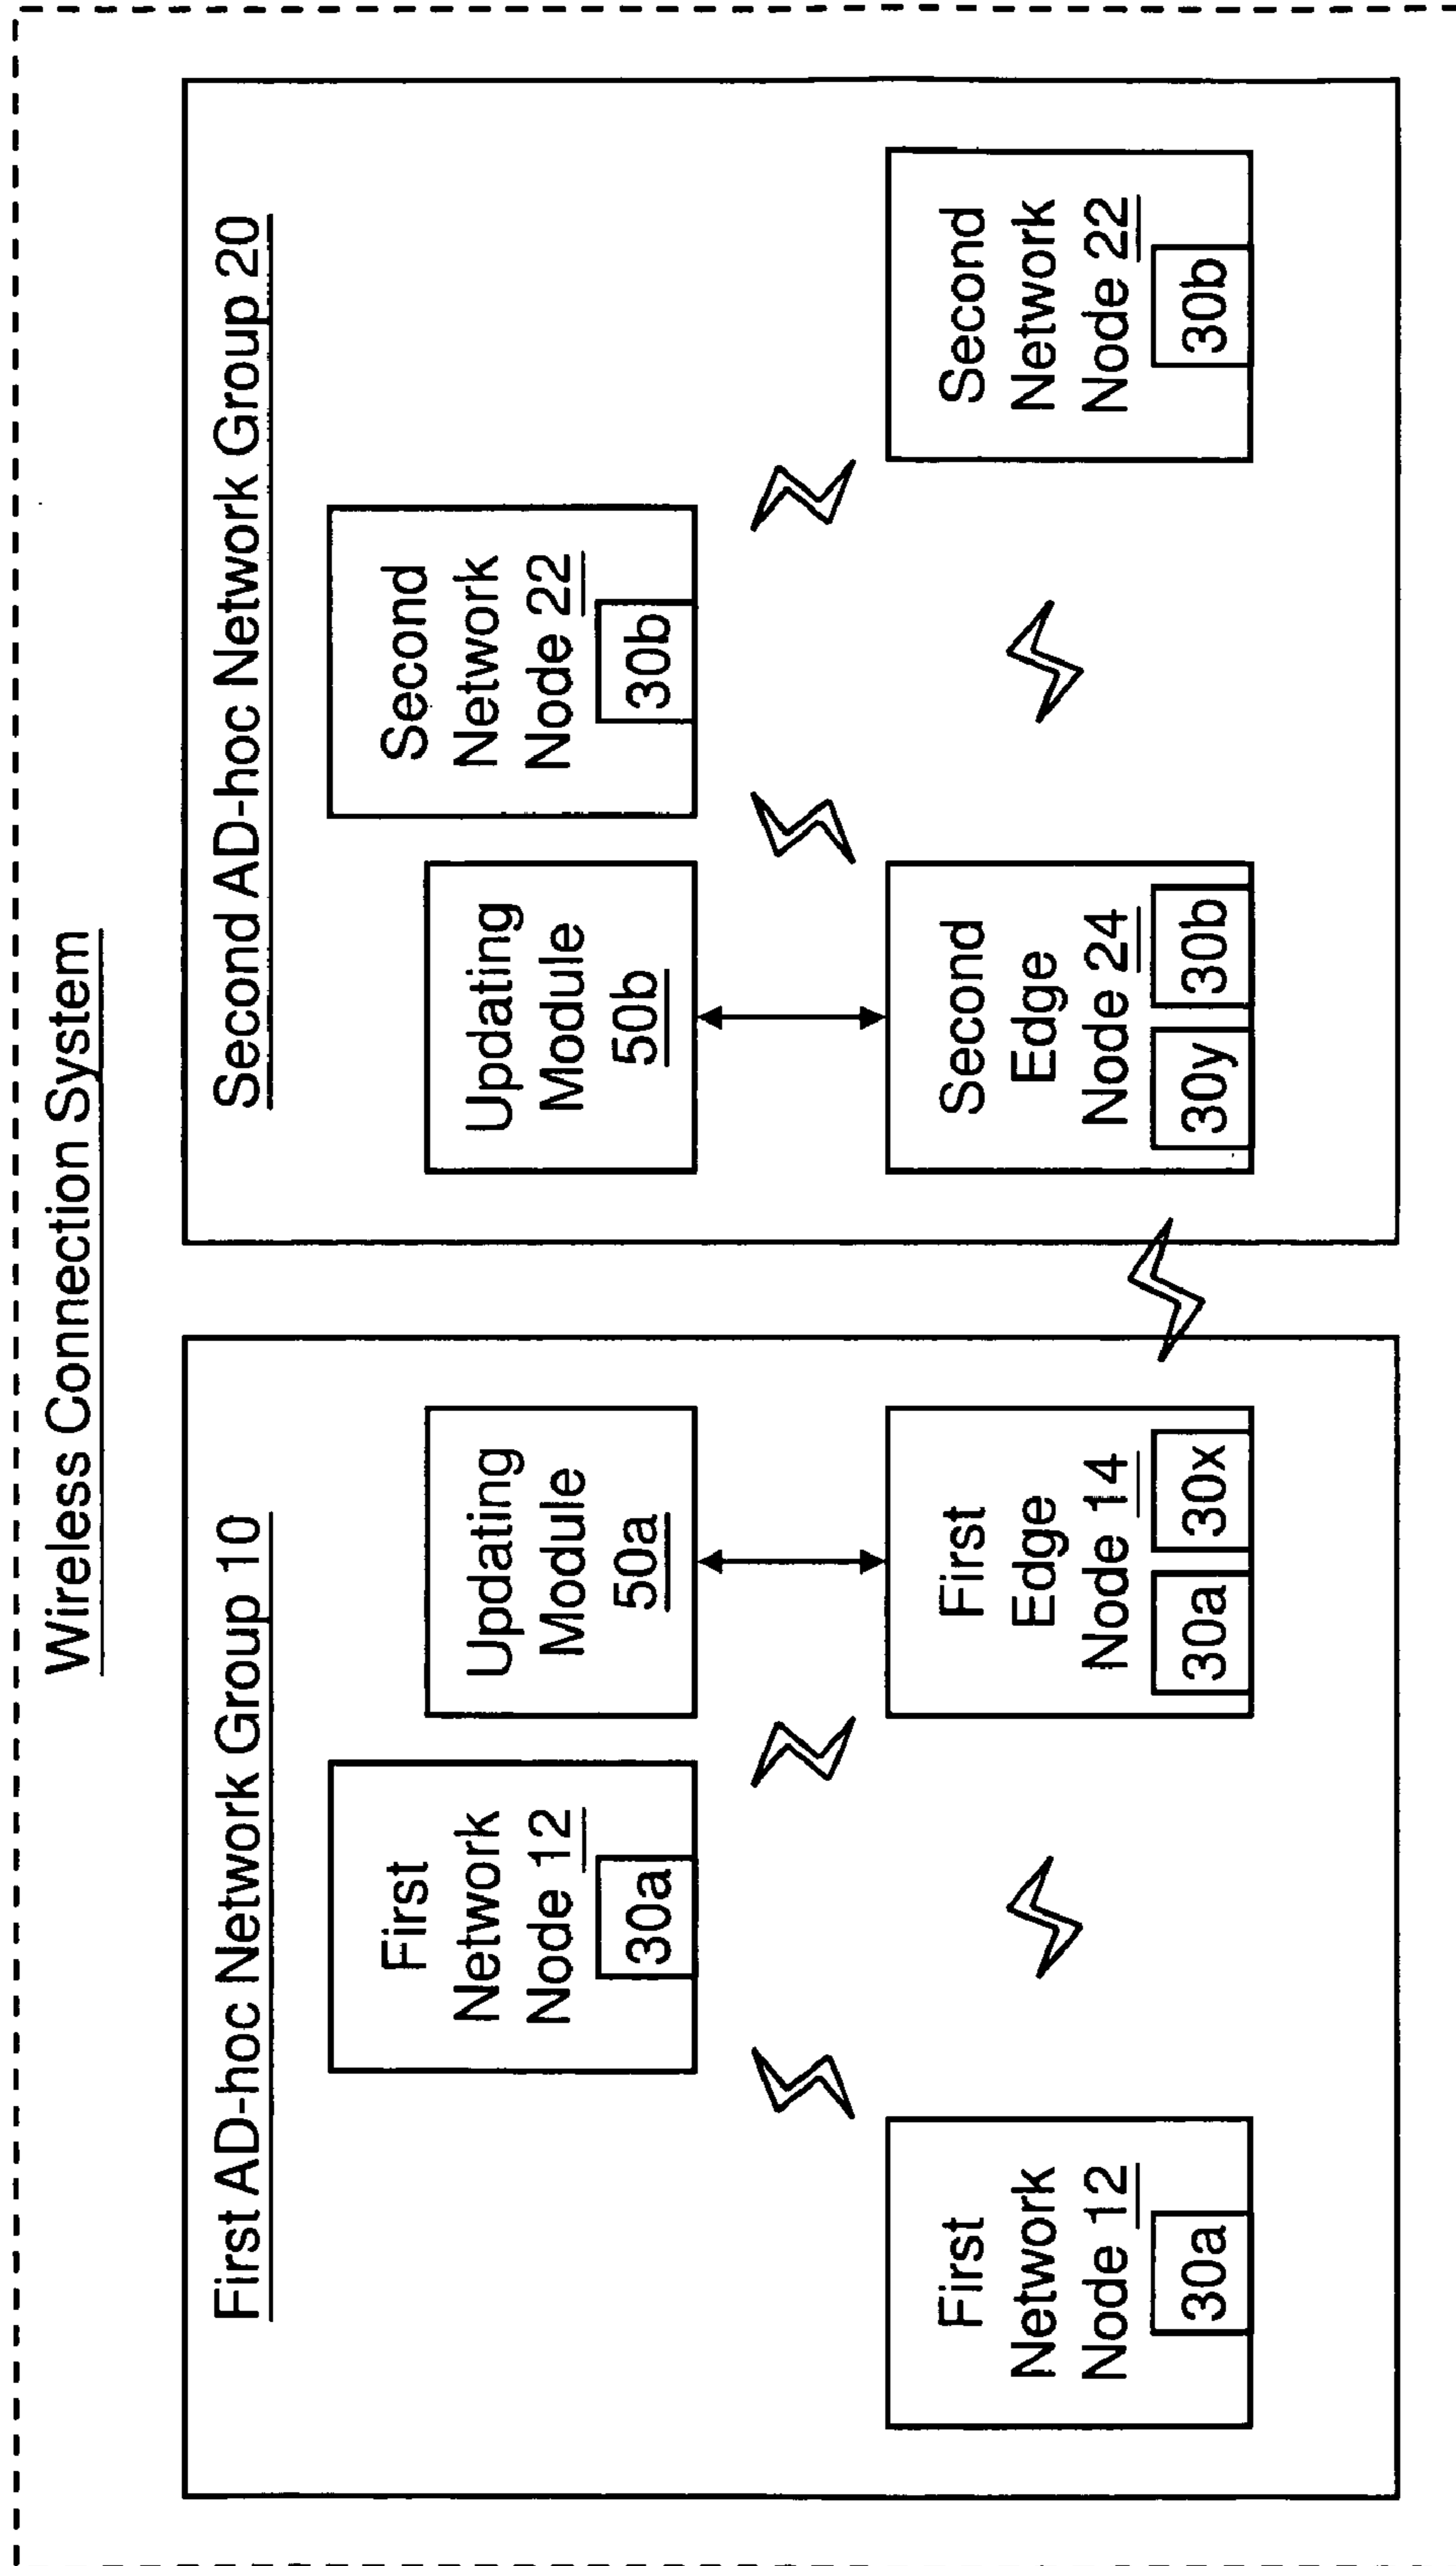 Wireless Connection System
First AD-hoc Network Group 10
First
Network
Node 12
30a
Updating
Module
50a
First
Network
Node 12
30a
First
Edge
Node 14
30a
30x
Second AD-hoc Network Group 20
Updating
Module
50b
Second
Network
Node 22
30b
Second
Edge
Node 24
30y
30b
Second
Network
Node 22
30b